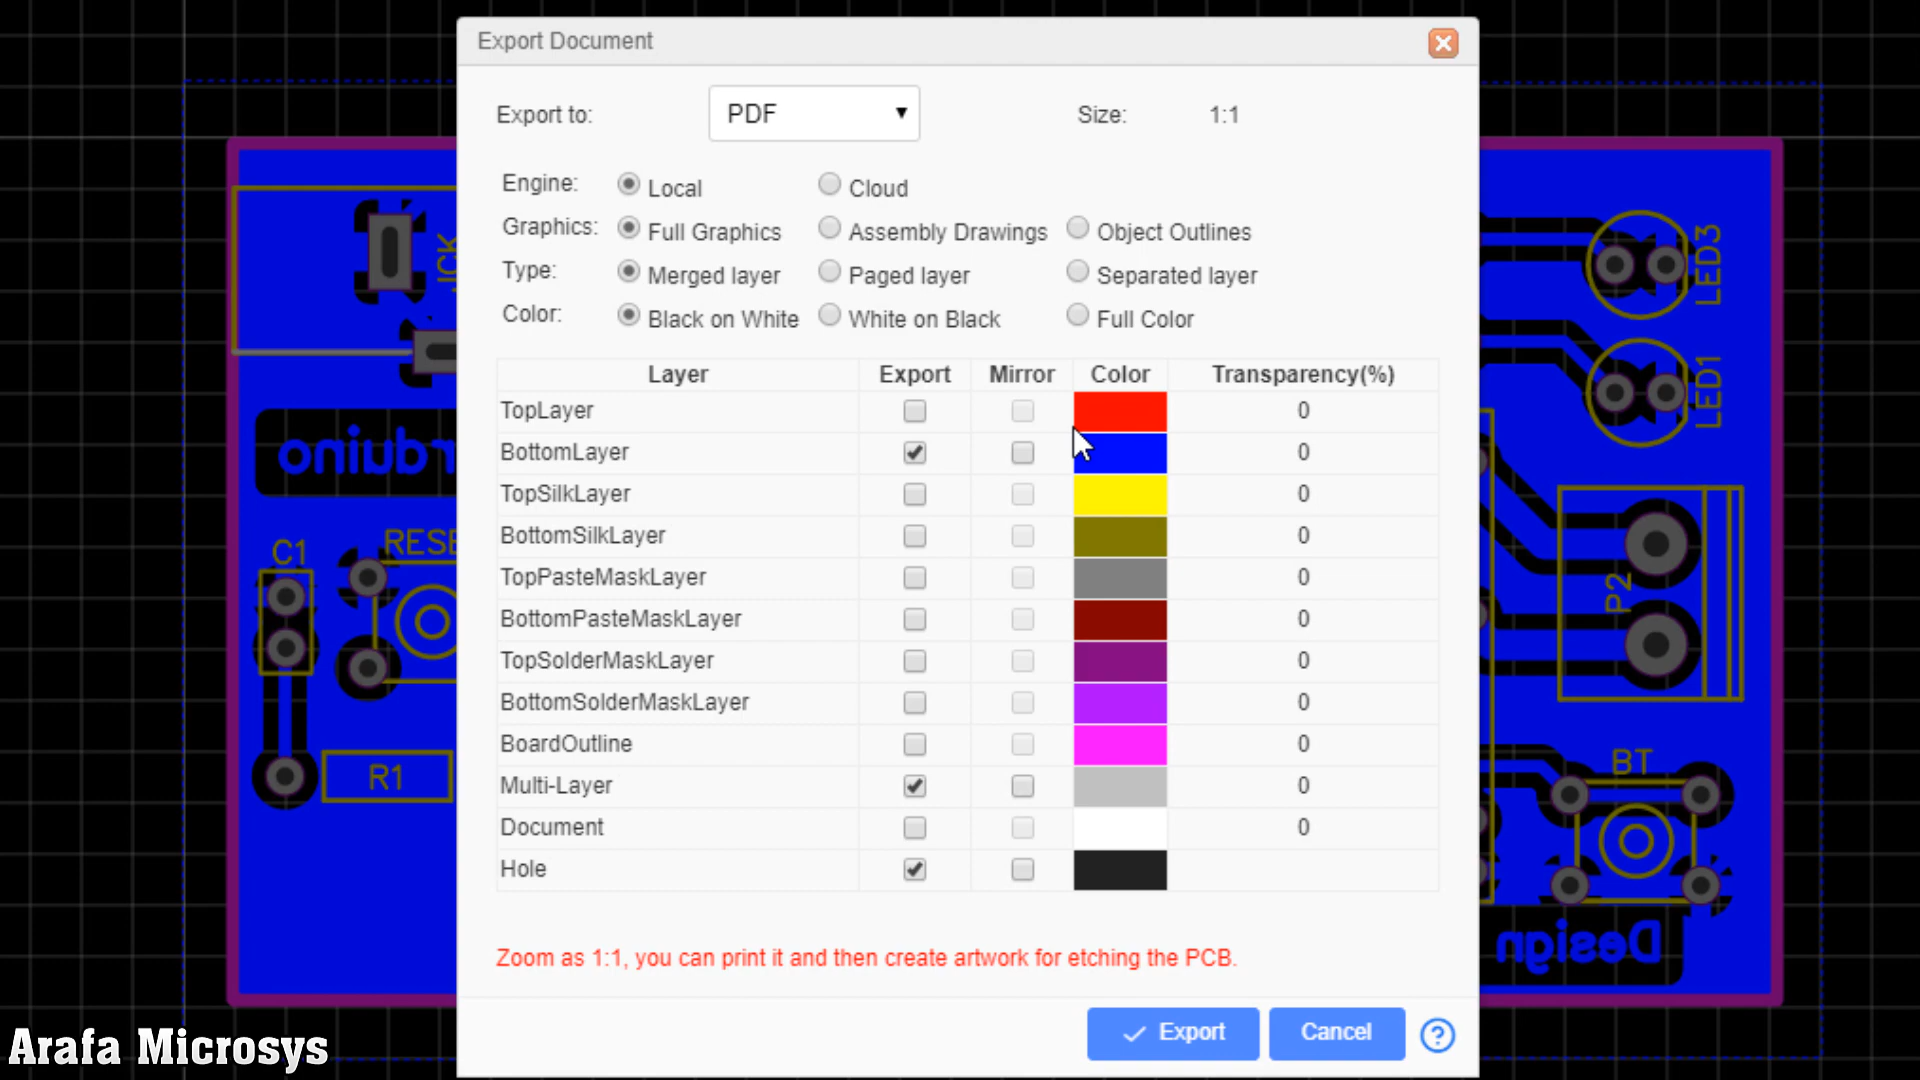 Export Document
Export to: PDF Size: 1:1
Engine: Local Cloud
Graphics: Full Graphics Assembly Drawings Object Outlines
Type: Merged layer Paged layer Separated layer
Color: Black on White White on Black Full Color
Layer Export Mirror Color Transparency(%)
TopLayer 0
BottomLayer 0
TopSilkLayer 0
BottomSilkLayer 0
TopPasteMaskLayer 0
BottomPasteMaskLayer 0
TopSolderMaskLayer 0
BottomSolderMaskLayer 0
BoardOutline 0
Multi-Layer 0
Document 0
Hole
Zoom as 1:1, you can print it and then create artwork for etching the PCB.
Export Cancel ?
C1
RESE
R1
LED3
LED1
P2
BT
Design
Arafa Microsys